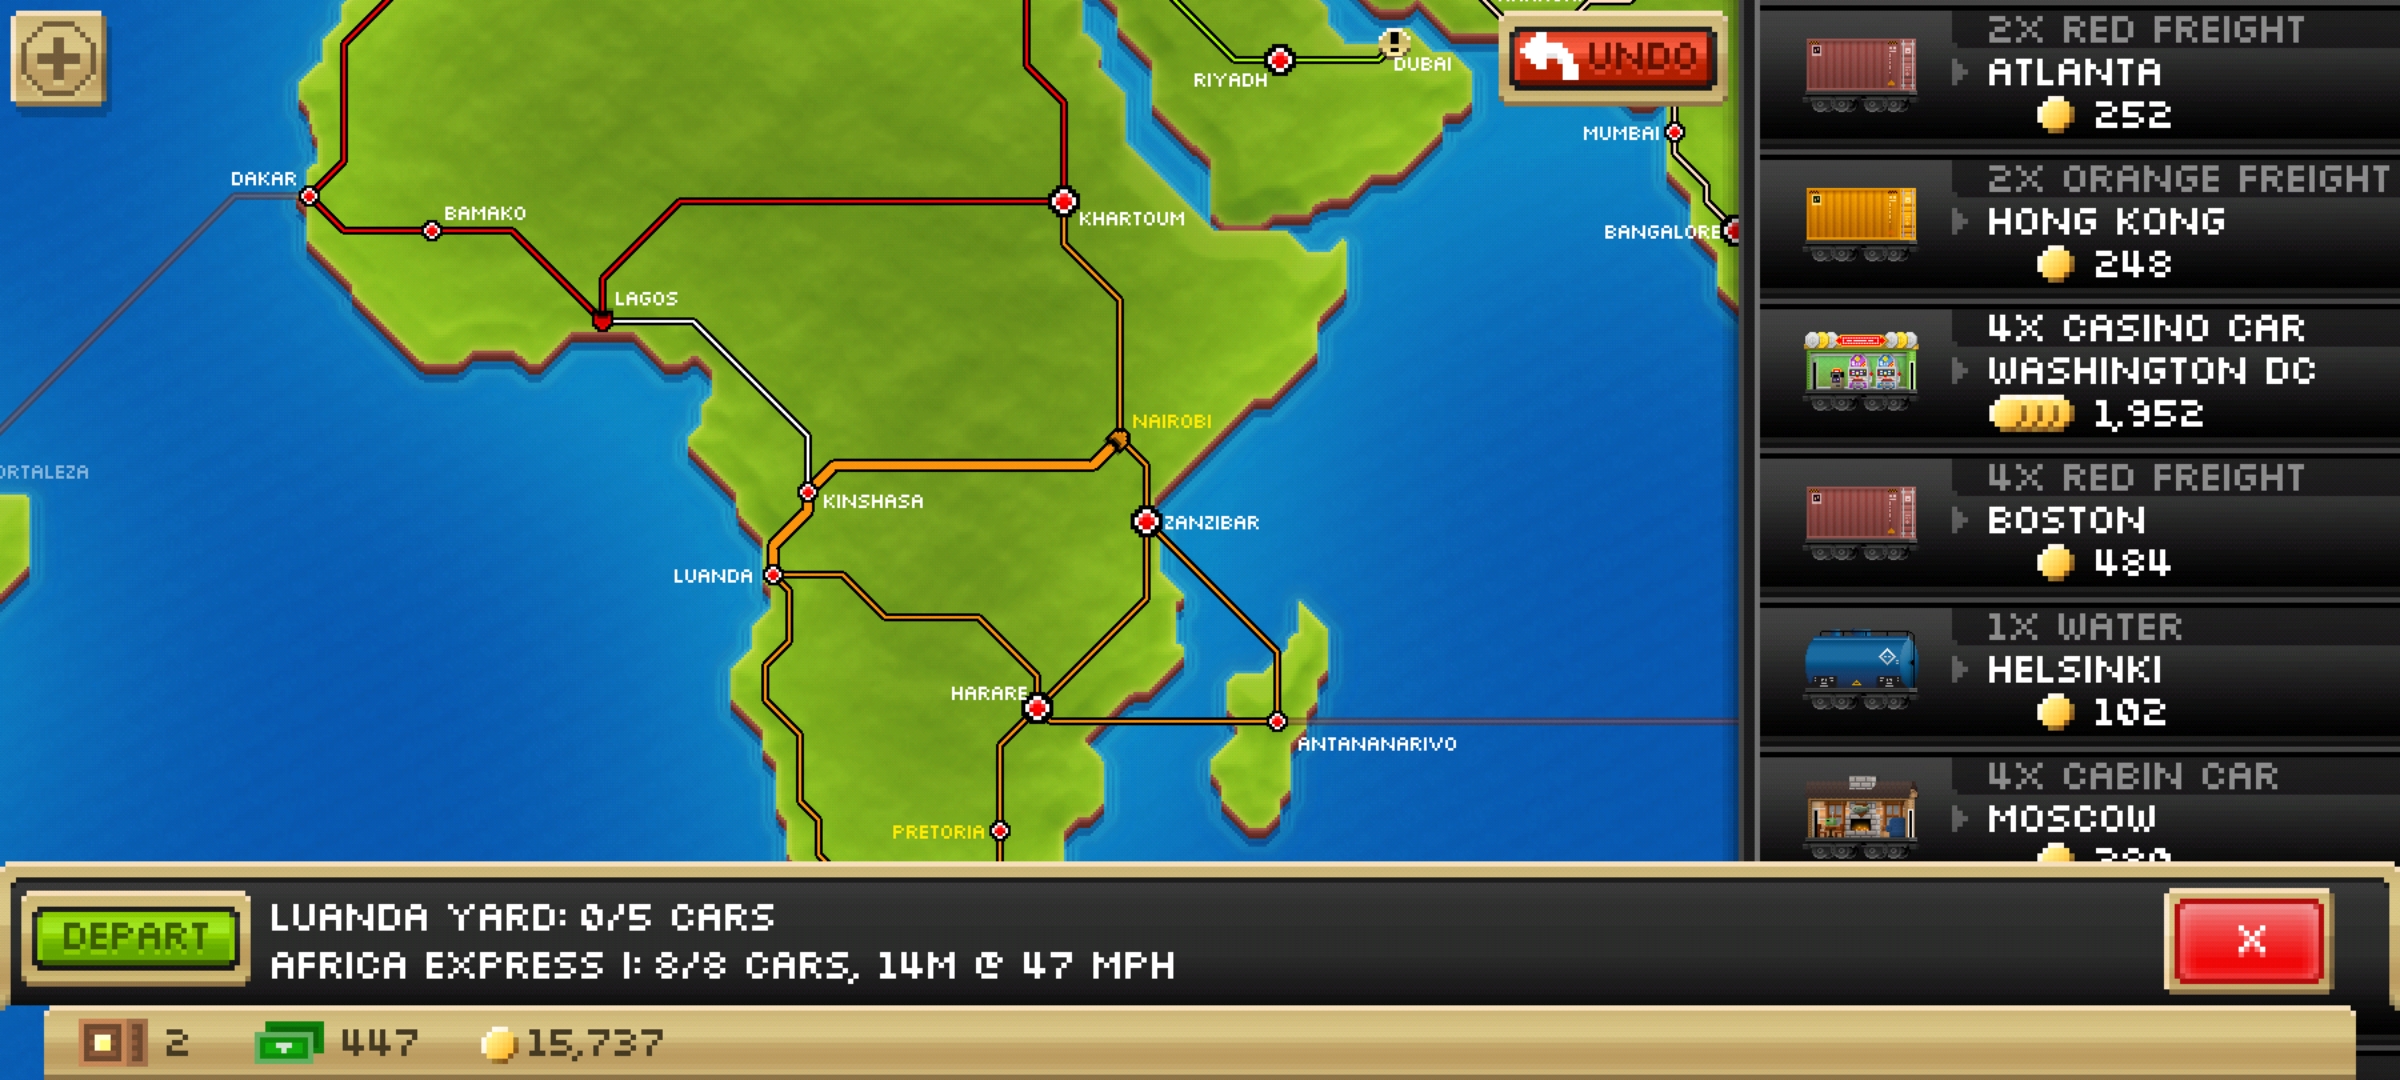 UNDO
RIYADH
DUBAI
MUMBAI
BANGALORE
DAKAR
BAMAKO
LAGOS
KHARTOUM
NAIROBI
KINSHASA
ZANZIBAR
LUANDA
HARARE
ANTANANARIVO
PRETORIA
ORTALEZA
2X RED FREIGHT
ATLANTA
252
2X ORANGE FREIGHT
HONG KONG
248
4X CASINO CAR
WASHINGTON DC
1,952
4X RED FREIGHT
BOSTON
484
1X WATER
HELSINKI
102
4X CABIN CAR
MOSCOW
DEPART
LUANDA YARD: 0/5 CARS
AFRICA EXPRESS I: 8/8 CARS, 14M @ 47 MPH
X
2
447
15,737